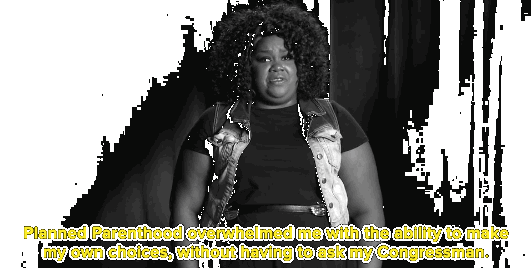 Planned Parenthood overwhelmed me with the ability to make
my own choices, without having to ask my Congressman.